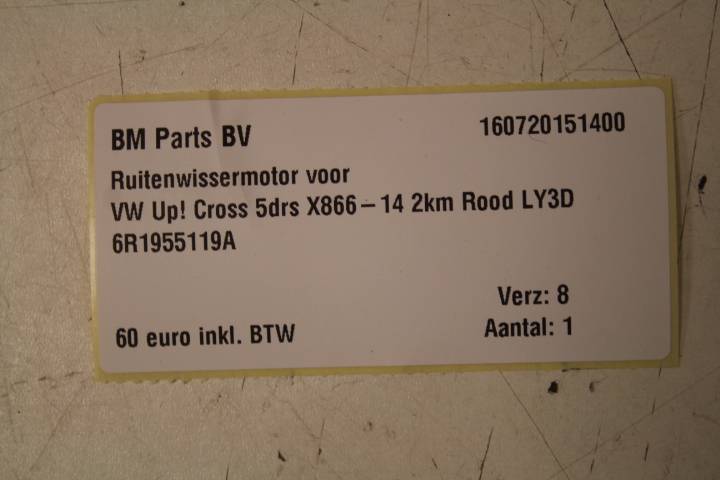 BM Parts BV 160720151400
Ruitenwissermotor voor
VW Up! Cross 5drs X866-14 2km Rood LY3D
6R1955119A
Verz: 8
60 euro inkl. BTW Aantal: 1